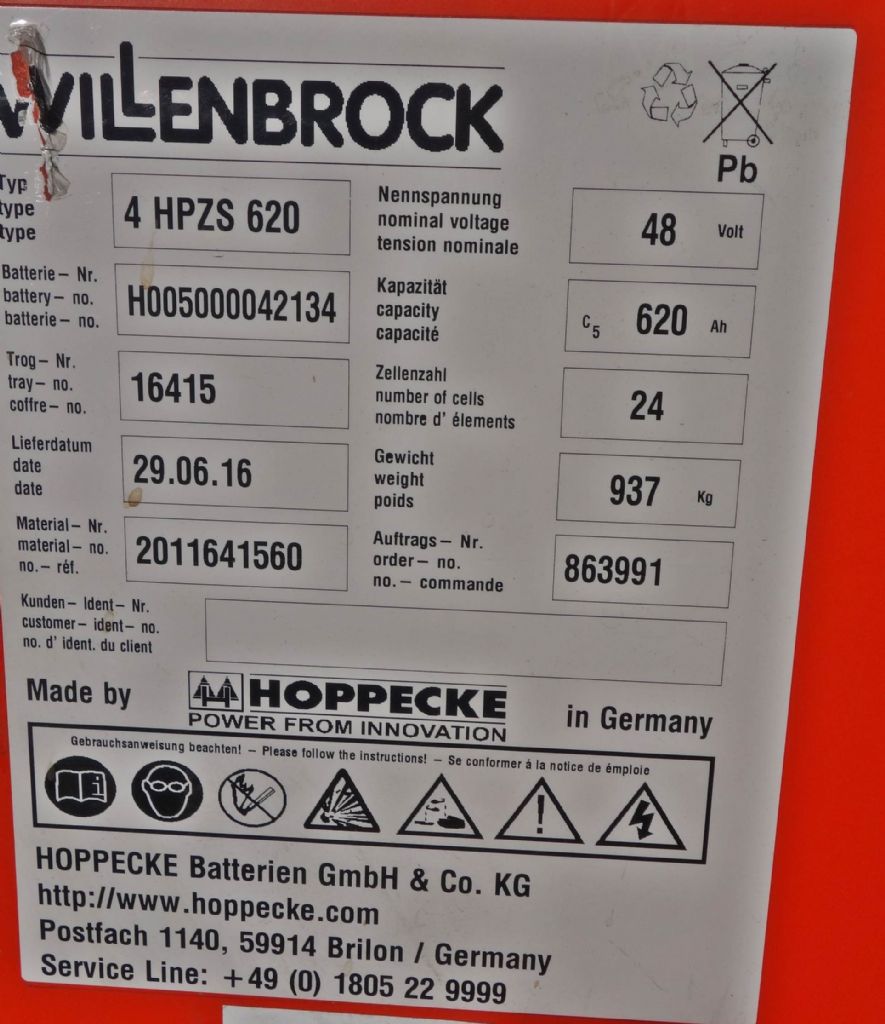 WILLENBROCK
Pb
Typ
type
type
4 HPZS 620
Nennspannung
nominal voltage
tension nominale
48 Volt
Batterie– Nr.
battery– no.
batterie– no.
H005000042134
Kapazität
capacity
capacité
C5 620 Ah
Trog– Nr.
tray– no.
coffre– no.
16415
Zellenzahl
number of cells
nombre d' élements
24
Lieferdatum
date
date
29.06.16
Gewicht
weight
poids
937 Kg
Material– Nr.
material– no.
no.– réf.
2011641560
Auftrags– Nr.
order– no.
no.– commande
863991
Kunden– Ident– Nr.
customer– ident– no.
no. d' ident. du client
Made by HOPPECKE in Germany
POWER FROM INNOVATION
Gebrauchsanweisung beachten! – Please follow the instructions! – Se conformer à la notice de émploie
HOPPECKE Batterien GmbH & Co. KG
http://www.hoppecke.com
Postfach 1140, 59914 Brilon / Germany
Service Line: +49 (0) 1805 22 9999